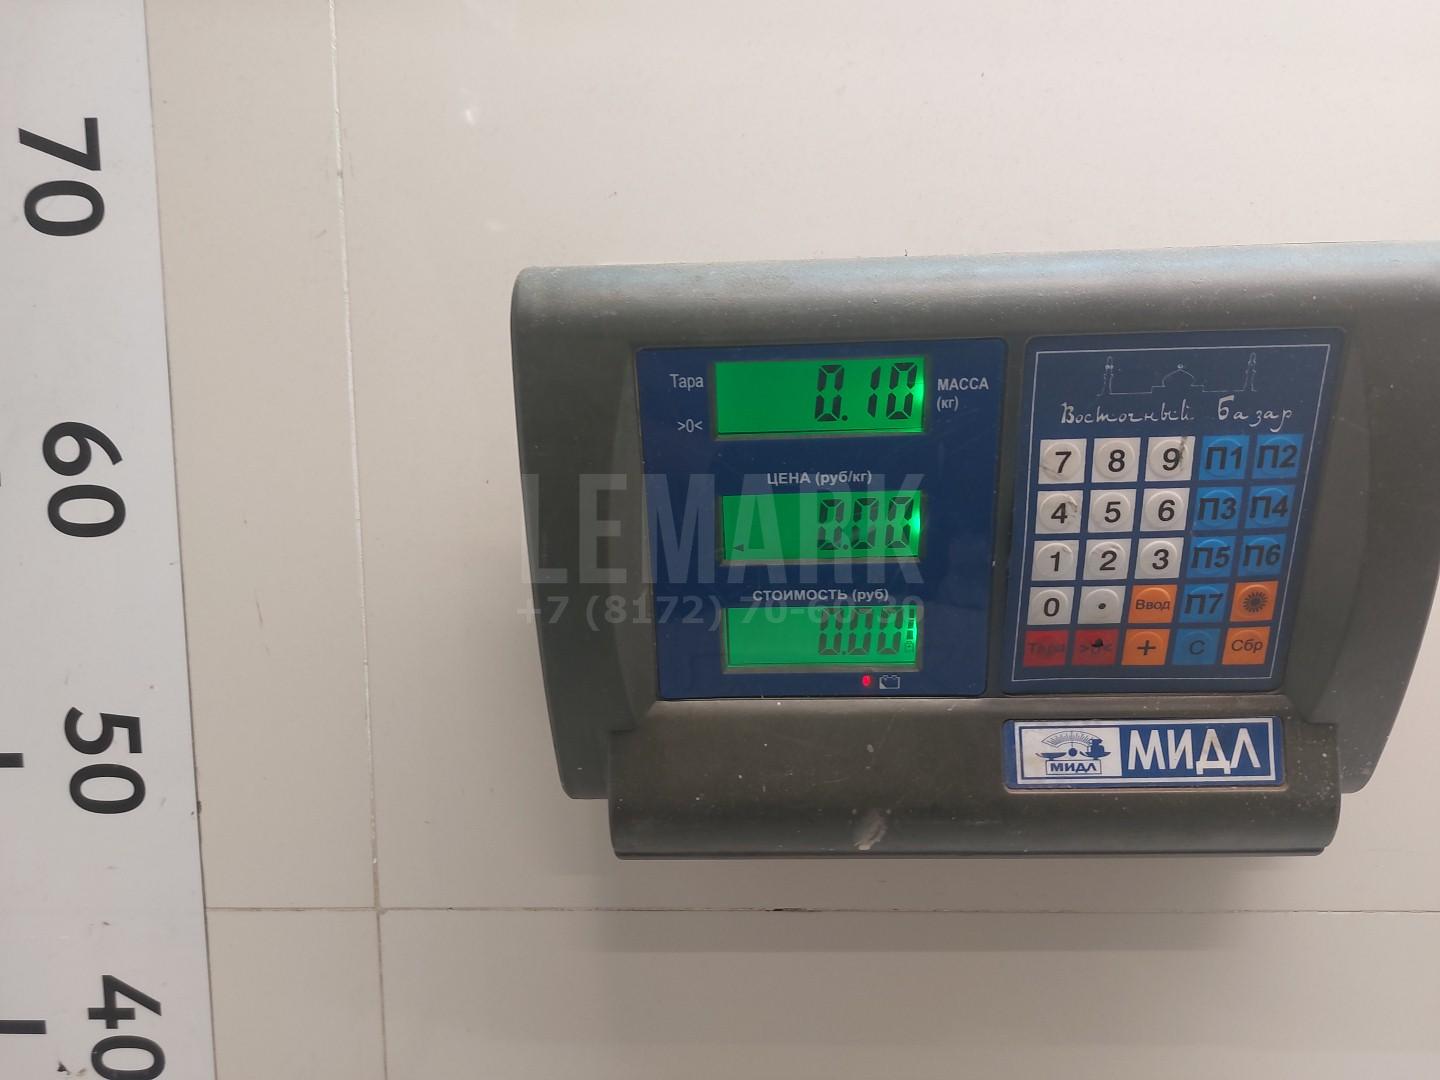 70
60
50
40
Тара
>0<
0.10
МАССА
(кг)
ЦЕНА (руб/кг)
0.00
СТОИМОСТЬ (руб)
0.00
Восточный Базар
7 8 9 П1 П2
4 5 6 П3 П4
1 2 3 П5 П6
0 . Ввод П7
Тара >0< + С Сбр
МИДЛ
МИДЛ
LEMARK